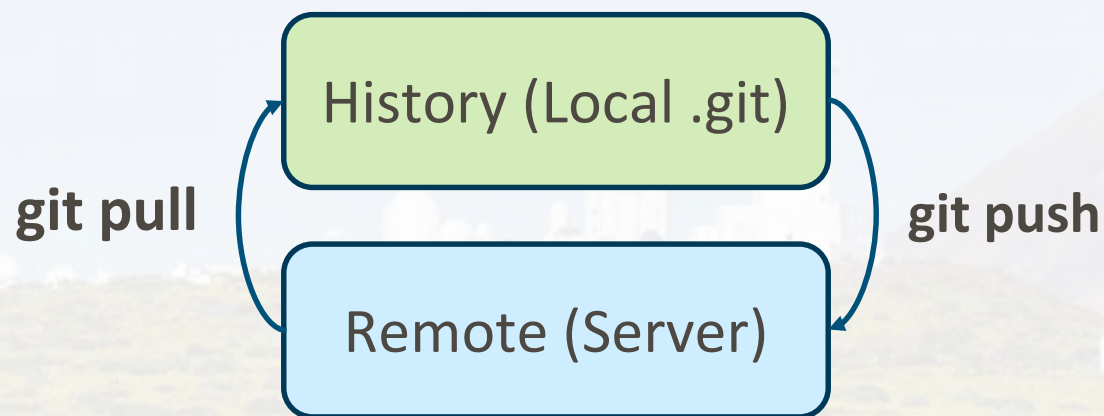 History (Local .git)
git pull
git push
Remote (Server)